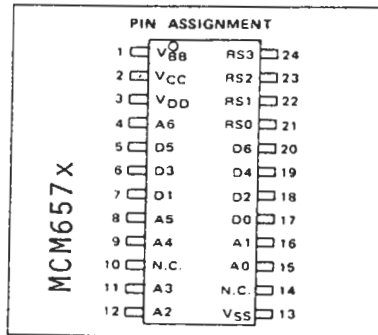 PIN ASSIGNMENT
1 VBB RS3 24
2 VCC RS2 23
3 VDD RS1 22
4 A6 RS0 21
5 D5 D6 20
6 D3 D4 19
7 D1 D2 18
8 A5 D0 17
9 A4 A1 16
10 N.C. A0 15
11 A3 N.C. 14
12 A2 VSS 13
MCM657x